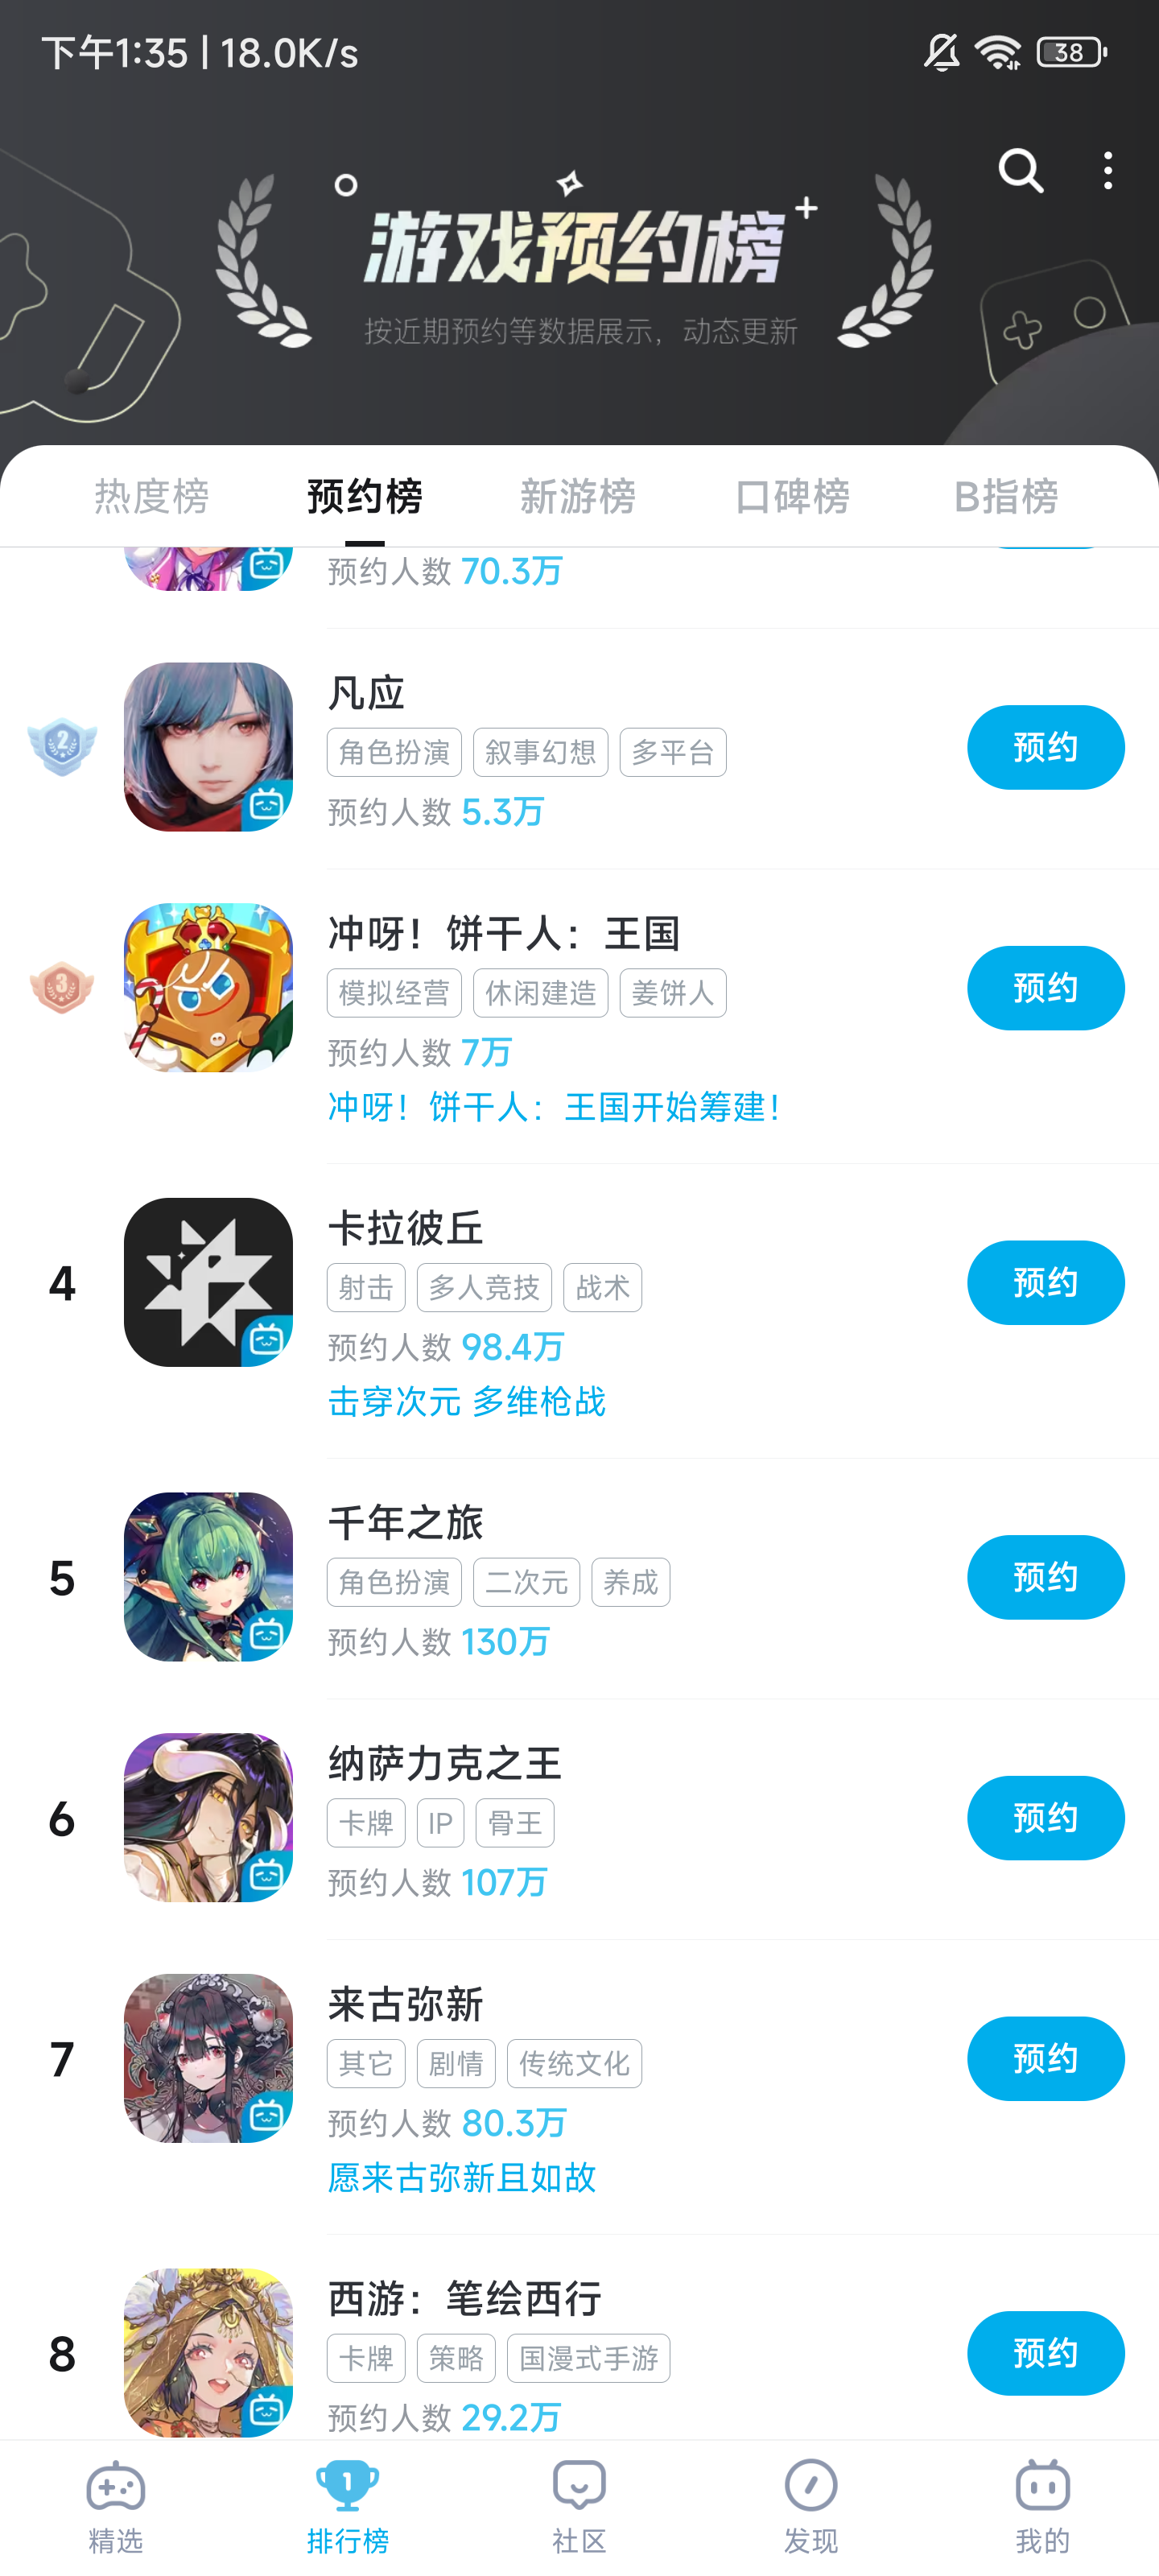 下午1:35 | 18.0K/s
38
游戏预约榜
按近期预约等数据展示，动态更新
热度榜 预约榜 新游榜 口碑榜 B指榜
预约人数 70.3万
2
凡应
角色扮演 叙事幻想 多平台
预约人数 5.3万
预约
3
冲呀！饼干人：王国
模拟经营 休闲建造 姜饼人
预约人数 7万
冲呀！饼干人：王国开始筹建！
预约
4
卡拉彼丘
射击 多人竞技 战术
预约人数 98.4万
击穿次元 多维枪战
预约
5
千年之旅
角色扮演 二次元 养成
预约人数 130万
预约
6
纳萨力克之王
卡牌 IP 骨王
预约人数 107万
预约
7
来古弥新
其它 剧情 传统文化
预约人数 80.3万
愿来古弥新且如故
预约
8
西游：笔绘西行
卡牌 策略 国漫式手游
预约人数 29.2万
预约
1
精选 排行榜 社区 发现 我的